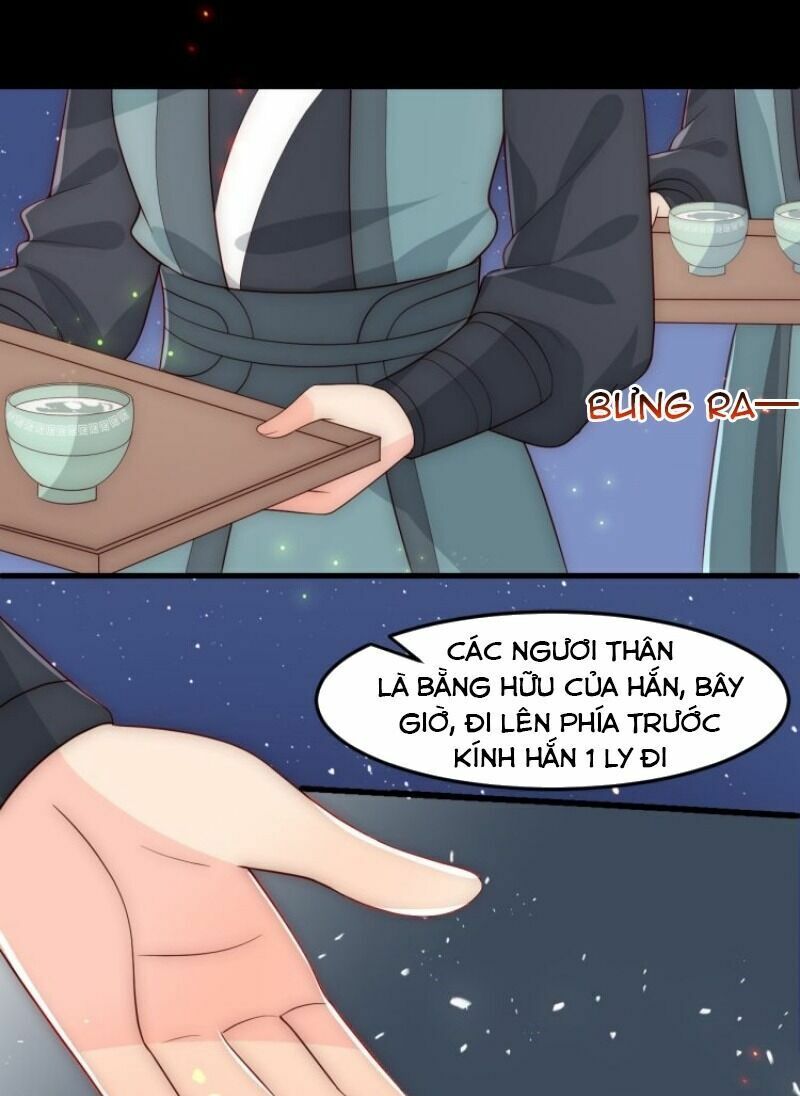 BƯNG RA—
CÁC NGƯƠI THÂN
LÀ BẰNG HỮU CỦA HẮN, BÂY
GIỜ, ĐI LÊN PHÍA TRƯỚC
KÍNH HẮN 1 LY ĐI